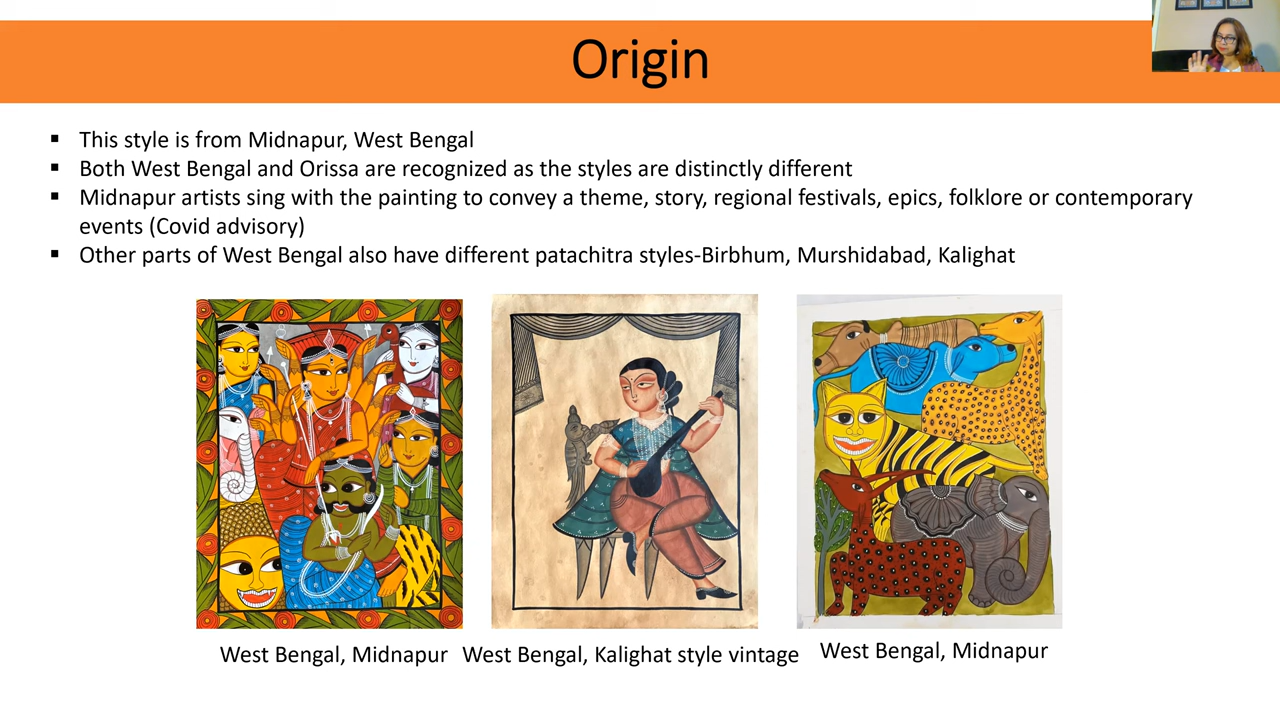 Origin
▪ This style is from Midnapur, West Bengal
▪ Both West Bengal and Orissa are recognized as the styles are distinctly different
▪ Midnapur artists sing with the painting to convey a theme, story, regional festivals, epics, folklore or contemporary
events (Covid advisory)
▪ Other parts of West Bengal also have different patachitra styles-Birbhum, Murshidabad, Kalighat
West Bengal, Midnapur
West Bengal, Kalighat style vintage
West Bengal, Midnapur